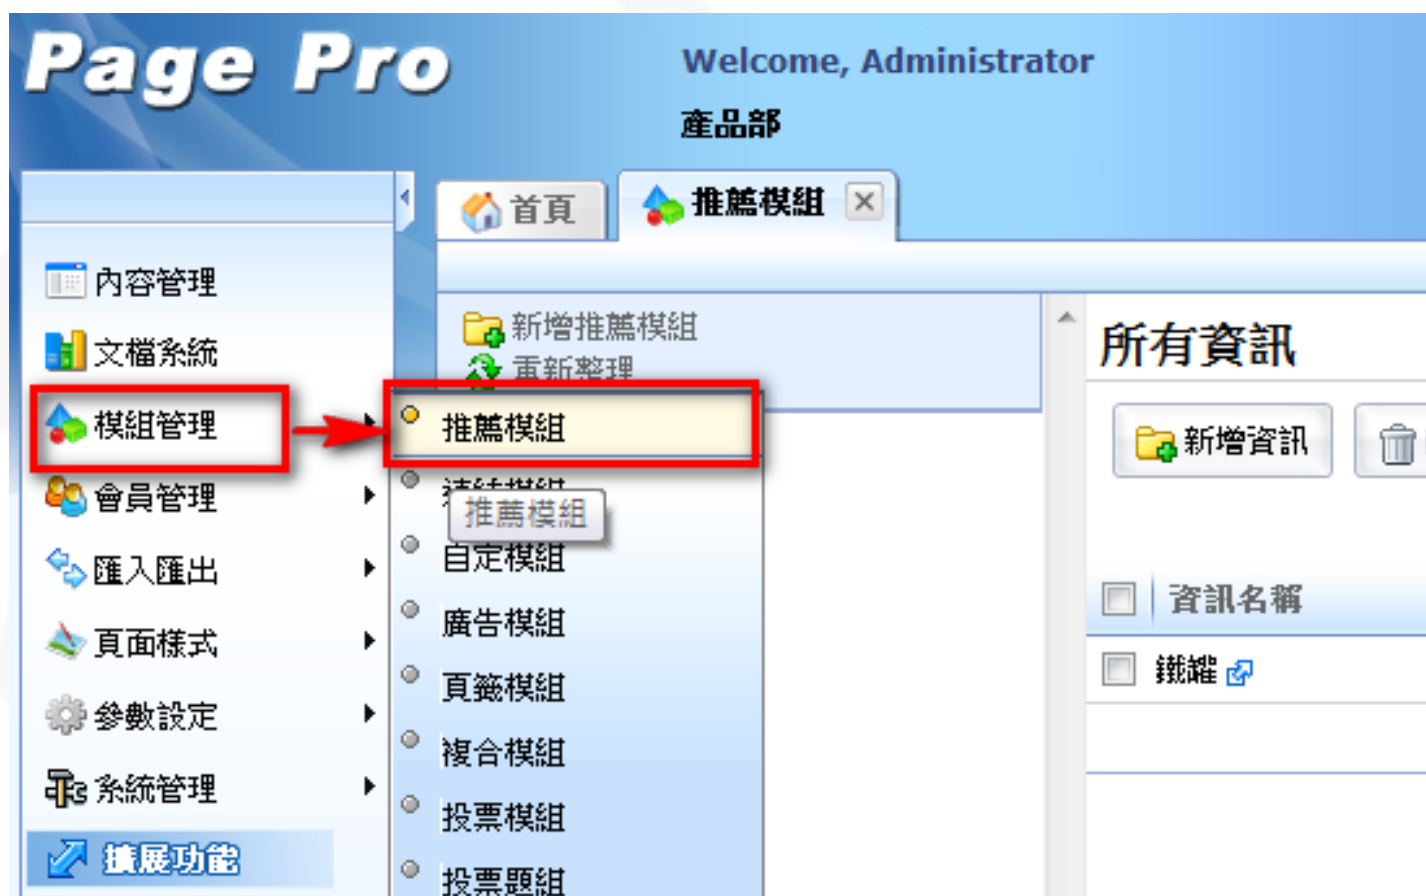 Page Pro
Welcome, Administrator
產品部
首頁
推薦模組
內容管理
文檔系統
模組管理
會員管理
匯入匯出
頁面樣式
參數設定
系統管理
擴展功能
新增推薦模組
重新整理
推薦模組
連結模組
推薦模組
自定模組
廣告模組
頁籤模組
複合模組
投票模組
投票題組
所有資訊
新增資訊
資訊名稱
鐵罐